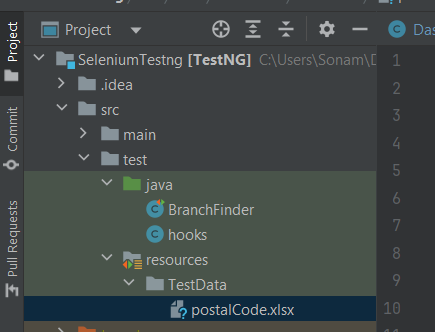 Project
SeleniumTestng [TestNG] C:\Users\Sonam\D
.idea
src
main
test
java
BranchFinder
hooks
resources
TestData
postalCode.xlsx
Project
Commit
Pull Requests
C Das
1
2
3
4
5
6
7
8
9
10